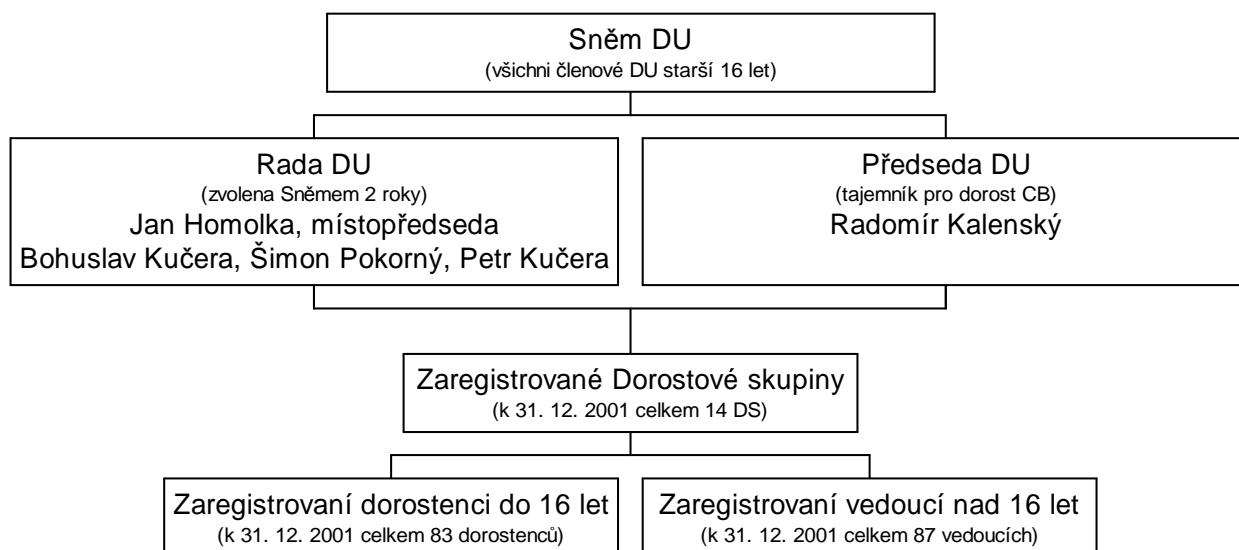 Sněm DU
(všichni členové DU starší 16 let)
Rada DU
(zvolena Sněmem 2 roky)
Jan Homolka, místopředseda
Bohuslav Kučera, Šimon Pokorný, Petr Kučera
Předseda DU
(tajemník pro dorost CB)
Radomír Kalenský
Zaregistrované Dorostové skupiny
(k 31. 12. 2001 celkem 14 DS)
Zaregistrovaní dorostenci do 16 let
(k 31. 12. 2001 celkem 83 dorostenců)
Zaregistrovaní vedoucí nad 16 let
(k 31. 12. 2001 celkem 87 vedoucích)